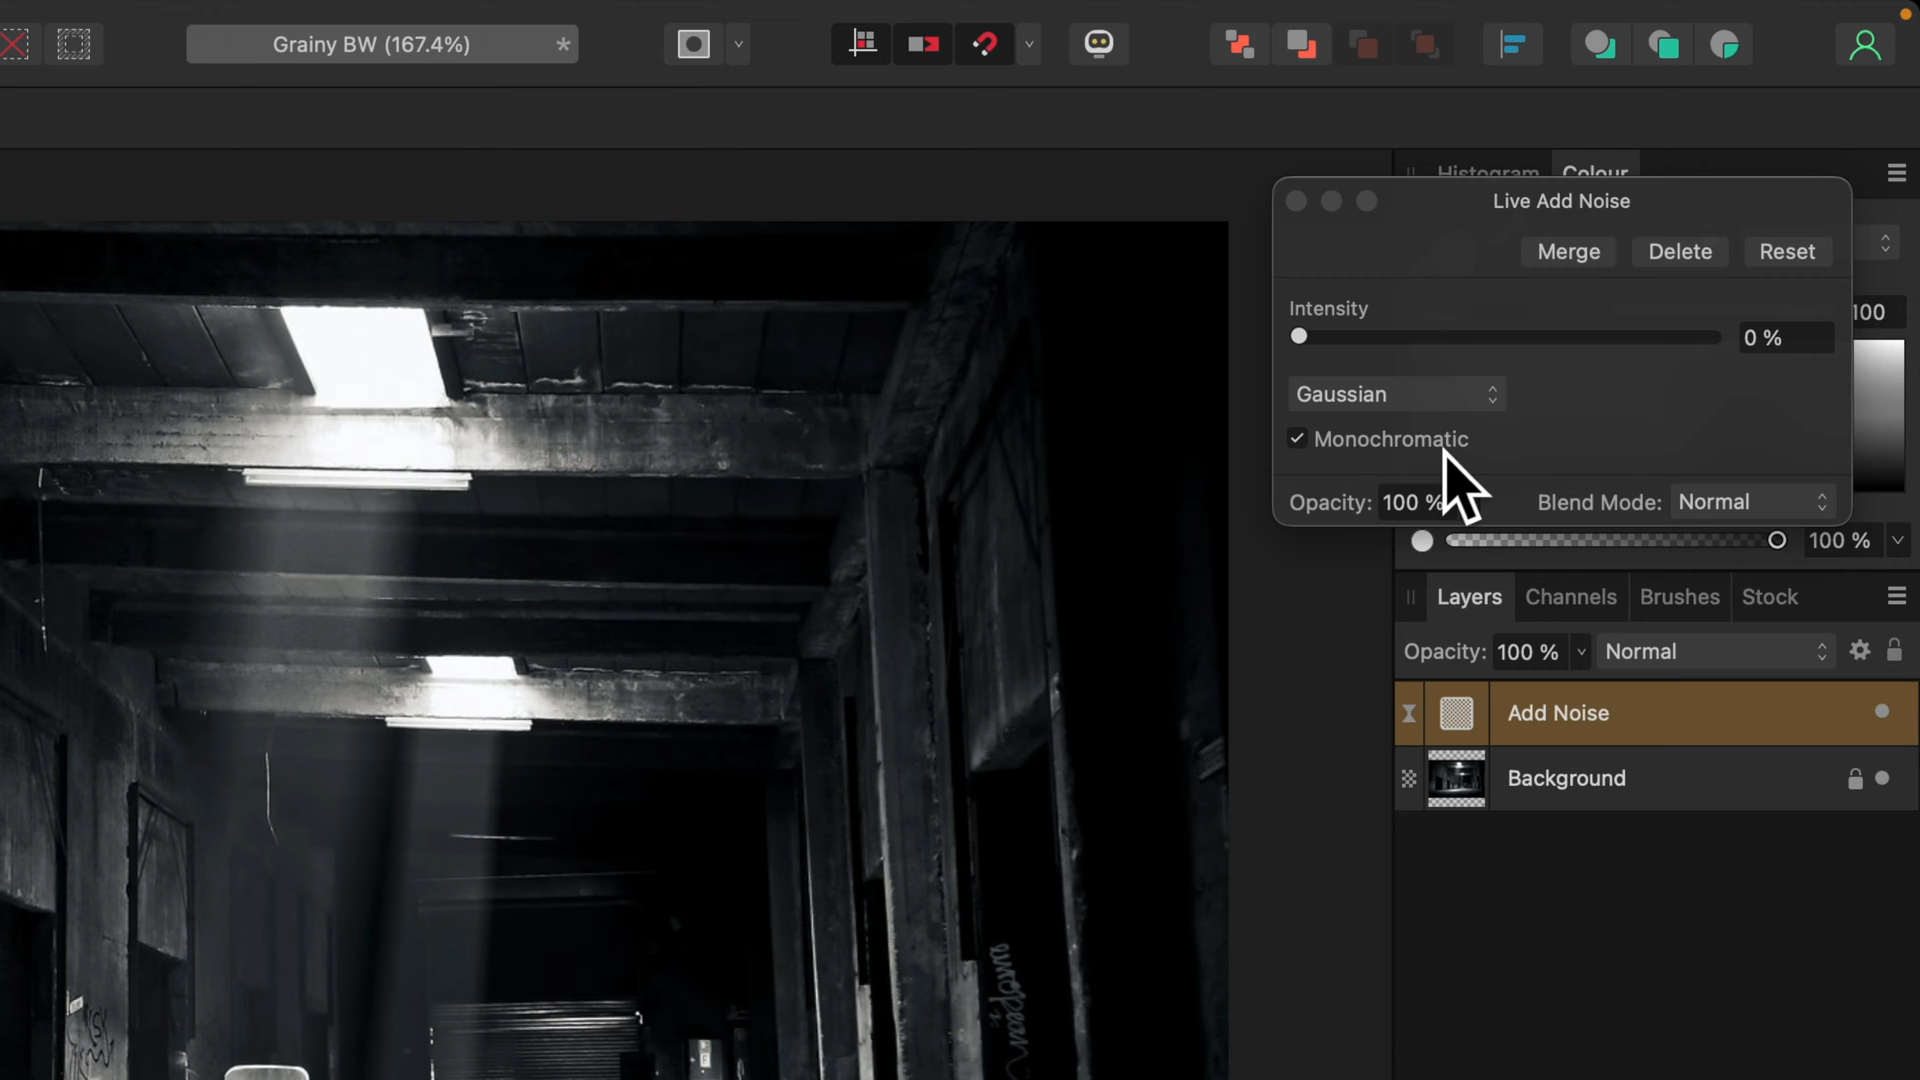 Grainy BW (167.4%)
*
Histogram
Colour
Live Add Noise
Merge
Delete
Reset
Intensity
0 %
100
Gaussian
Monochromatic
Opacity: 100 %
Blend Mode: Normal
100 %
Layers
Channels
Brushes
Stock
Opacity: 100 %
Normal
Add Noise
Background